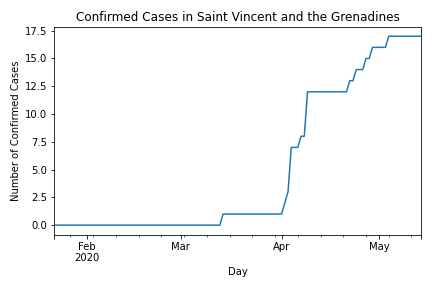 Confirmed Cases in Saint Vincent and the Grenadines
17.5
15.0
12.5
10.0
7.5
5.0
2.5
0.0
Number of Confirmed Cases
Feb
2020
Mar
Apr
May
Day